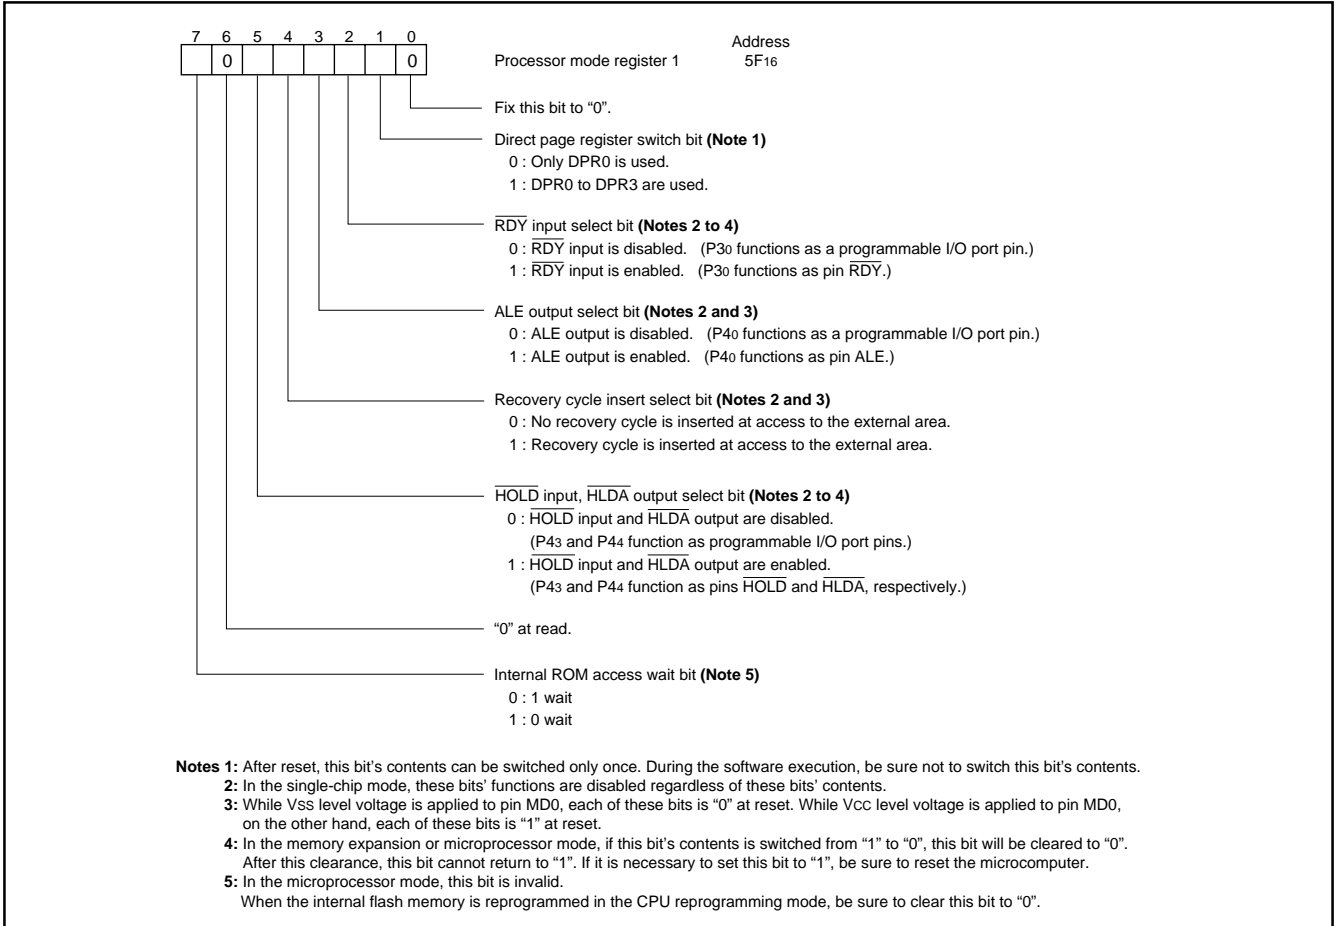 7 6 5 4 3 2 1 0
Address
0 0 Processor mode register 1 5F16
Fix this bit to “0”.
Direct page register switch bit (Note 1)
0 : Only DPR0 is used.
1 : DPR0 to DPR3 are used.
RDY input select bit (Notes 2 to 4)
0 : RDY input is disabled. (P30 functions as a programmable I/O port pin.)
1 : RDY input is enabled. (P30 functions as pin RDY.)
ALE output select bit (Notes 2 and 3)
0 : ALE output is disabled. (P40 functions as a programmable I/O port pin.)
1 : ALE output is enabled. (P40 functions as pin ALE.)
Recovery cycle insert select bit (Notes 2 and 3)
0 : No recovery cycle is inserted at access to the external area.
1 : Recovery cycle is inserted at access to the external area.
HOLD input, HLDA output select bit (Notes 2 to 4)
0 : HOLD input and HLDA output are disabled.
(P43 and P44 function as programmable I/O port pins.)
1 : HOLD input and HLDA output are enabled.
(P43 and P44 function as pins HOLD and HLDA, respectively.)
“0” at read.
Internal ROM access wait bit (Note 5)
0 : 1 wait
1 : 0 wait
Notes 1: After reset, this bit’s contents can be switched only once. During the software execution, be sure not to switch this bit’s contents.
2: In the single-chip mode, these bits’ functions are disabled regardless of these bits’ contents.
3: While VSS level voltage is applied to pin MD0, each of these bits is “0” at reset. While VCC level voltage is applied to pin MD0,
on the other hand, each of these bits is “1” at reset.
4: In the memory expansion or microprocessor mode, if this bit’s contents is switched from “1” to “0”, this bit will be cleared to “0”.
After this clearance, this bit cannot return to “1”. If it is necessary to set this bit to “1”, be sure to reset the microcomputer.
5: In the microprocessor mode, this bit is invalid.
When the internal flash memory is reprogrammed in the CPU reprogramming mode, be sure to clear this bit to “0”.